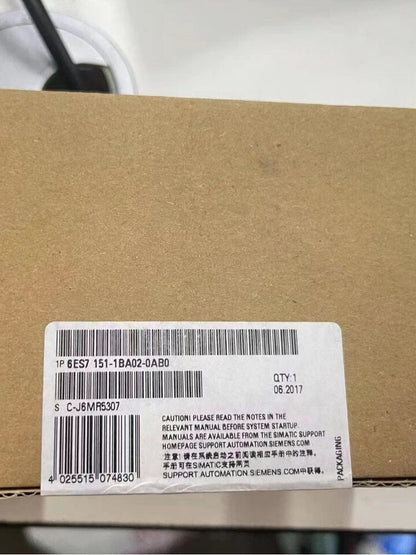 1P 6ES7 151-1BA02-0AB0
QTY:1
06.2017
S C-J6MR5307
CAUTION! PLEASE READ THE NOTES IN THE
RELEVANT MANUAL BEFORE SYSTEM STARTUP
MANUALS ARE AVAILABLE FROM THE SIMATIC SUPPORT
HOMEPAGE SUPPORT.AUTOMATION.SIEMENS.COM
注意! 请在系统启动之前阅读相应手册中的注释,
手册可在SIMATIC支持网页
SUPPORT.AUTOMATION.SIEMENS.COM中获得。
4 025515 074830
PACKAGING